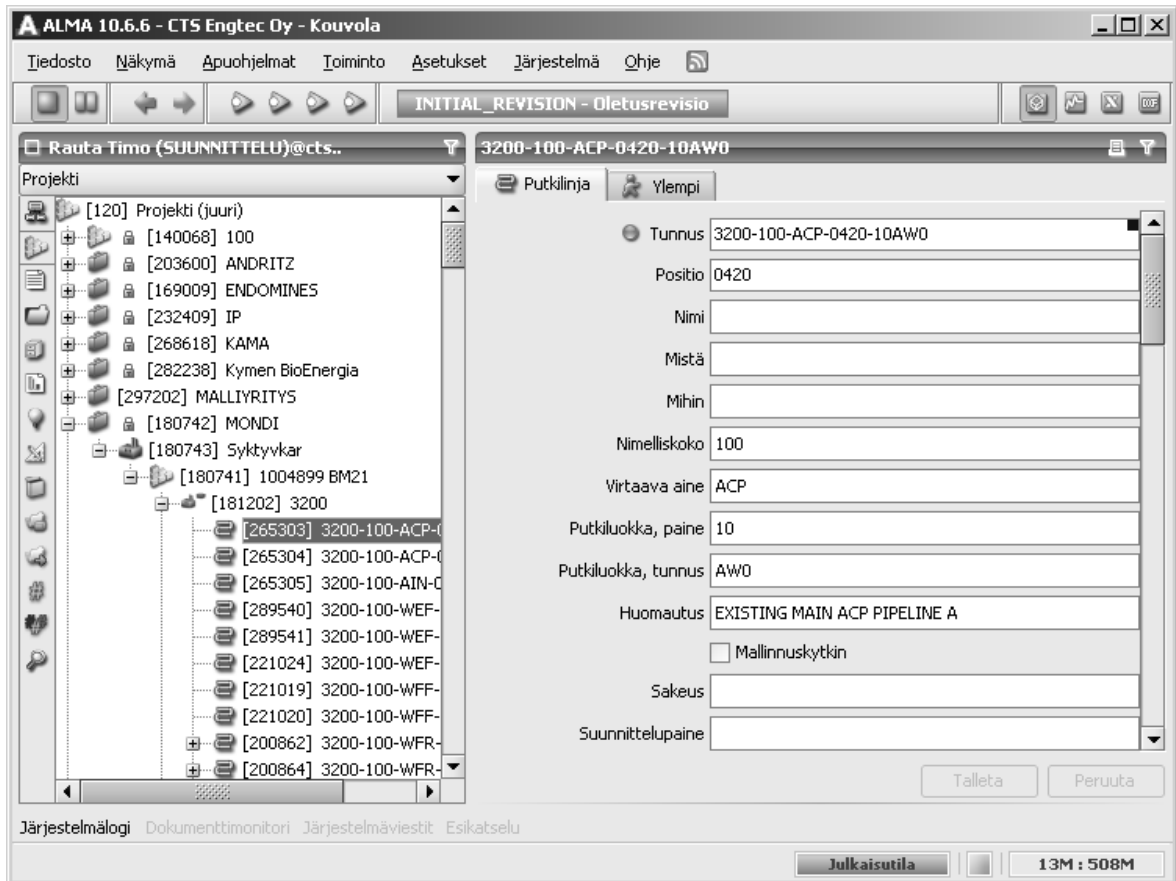 ALMA 10.6.6 - CTS Engtec Oy - Kouvola
Tiedosto Näkymä Apuohjelmat Toiminto Asetukset Järjestelmä Ohje
INITIAL_REVISION - Oletusrevisio
Rauta Timo (SUUNNITTELU)@cts..
Projekti
[120] Projekti (juuri)
[140068] 100
[203600] ANDRITZ
[169009] ENDOMINES
[232409] IP
[268618] KAMA
[282238] Kymen BioEnergia
[297202] MALLIYRITYS
[180742] MONDI
[180743] Syktyvkar
[180741] 1004899 BM21
[181202] 3200
[265303] 3200-100-ACP-0
[265304] 3200-100-ACP-0
[265305] 3200-100-AIN-0
[289540] 3200-100-WEF-
[289541] 3200-100-WEF-
[221024] 3200-100-WEF-
[221019] 3200-100-WFF-
[221020] 3200-100-WFF-
[200862] 3200-100-WFR-
[200864] 3200-100-WFR-
3200-100-ACP-0420-10AW0
Putkilinja Ylempi
Tunnus 3200-100-ACP-0420-10AW0
Positio 0420
Nimi
Mistä
Mihin
Nimelliskoko 100
Virtaava aine ACP
Putkiluokka, paine 10
Putkiluokka, tunnus AW0
Huomautus EXISTING MAIN ACP PIPELINE A
Mallinnuskytkin
Sakeus
Suunnittelupaine
Talleta Peruuta
Järjestelmälogi Dokumenttimonitori Järjestelmäviestit Esikatselu
Julkaisutila 13M : 508M